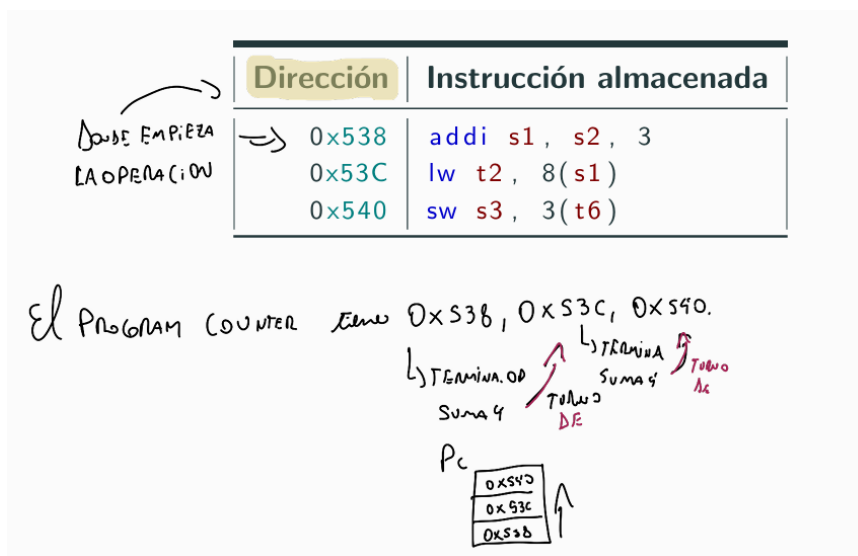 Dirección Instrucción almacenada
DONDE EMPIEZA
LA OPERACION
0x538 addi s1, s2, 3
0x53C lw t2, 8(s1)
0x540 sw s3, 3(t6)
El PROGRAM COUNTER tiene 0x538, 0x53C, 0x540.
TERMINA. OP
SUMA 4
TURNO
DE
TERMINA
SUMA 4
TURNO
DE
PC
0x540
0x53C
0x538